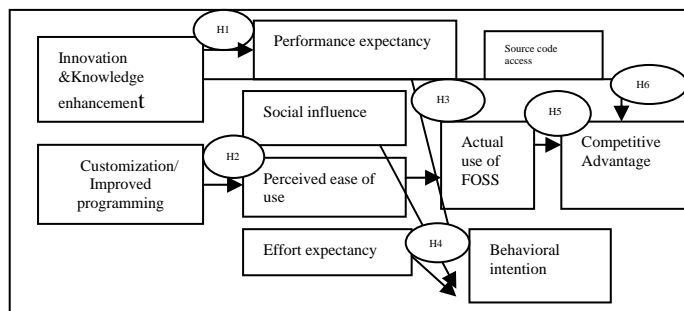 H1
Performance expectancy
Source code
access
Innovation
&Knowledge
enhancement
H6
H3
Social influence
H5
Actual use
of FOSS
Competitive
Advantage
H2
Customization/
Improved
programming
Perceived ease of
use
Effort expectancy
H4
Behavioral
intention